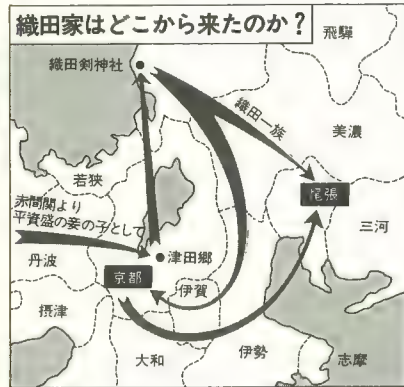 織田家はどこから来たのか？
飛驒
織田剣神社
織田一族
美濃
若狭
尾張
赤間関より
平資盛の妾の子として
三河
津田郷
丹波
京都
伊賀
摂津
大和
伊勢
志摩